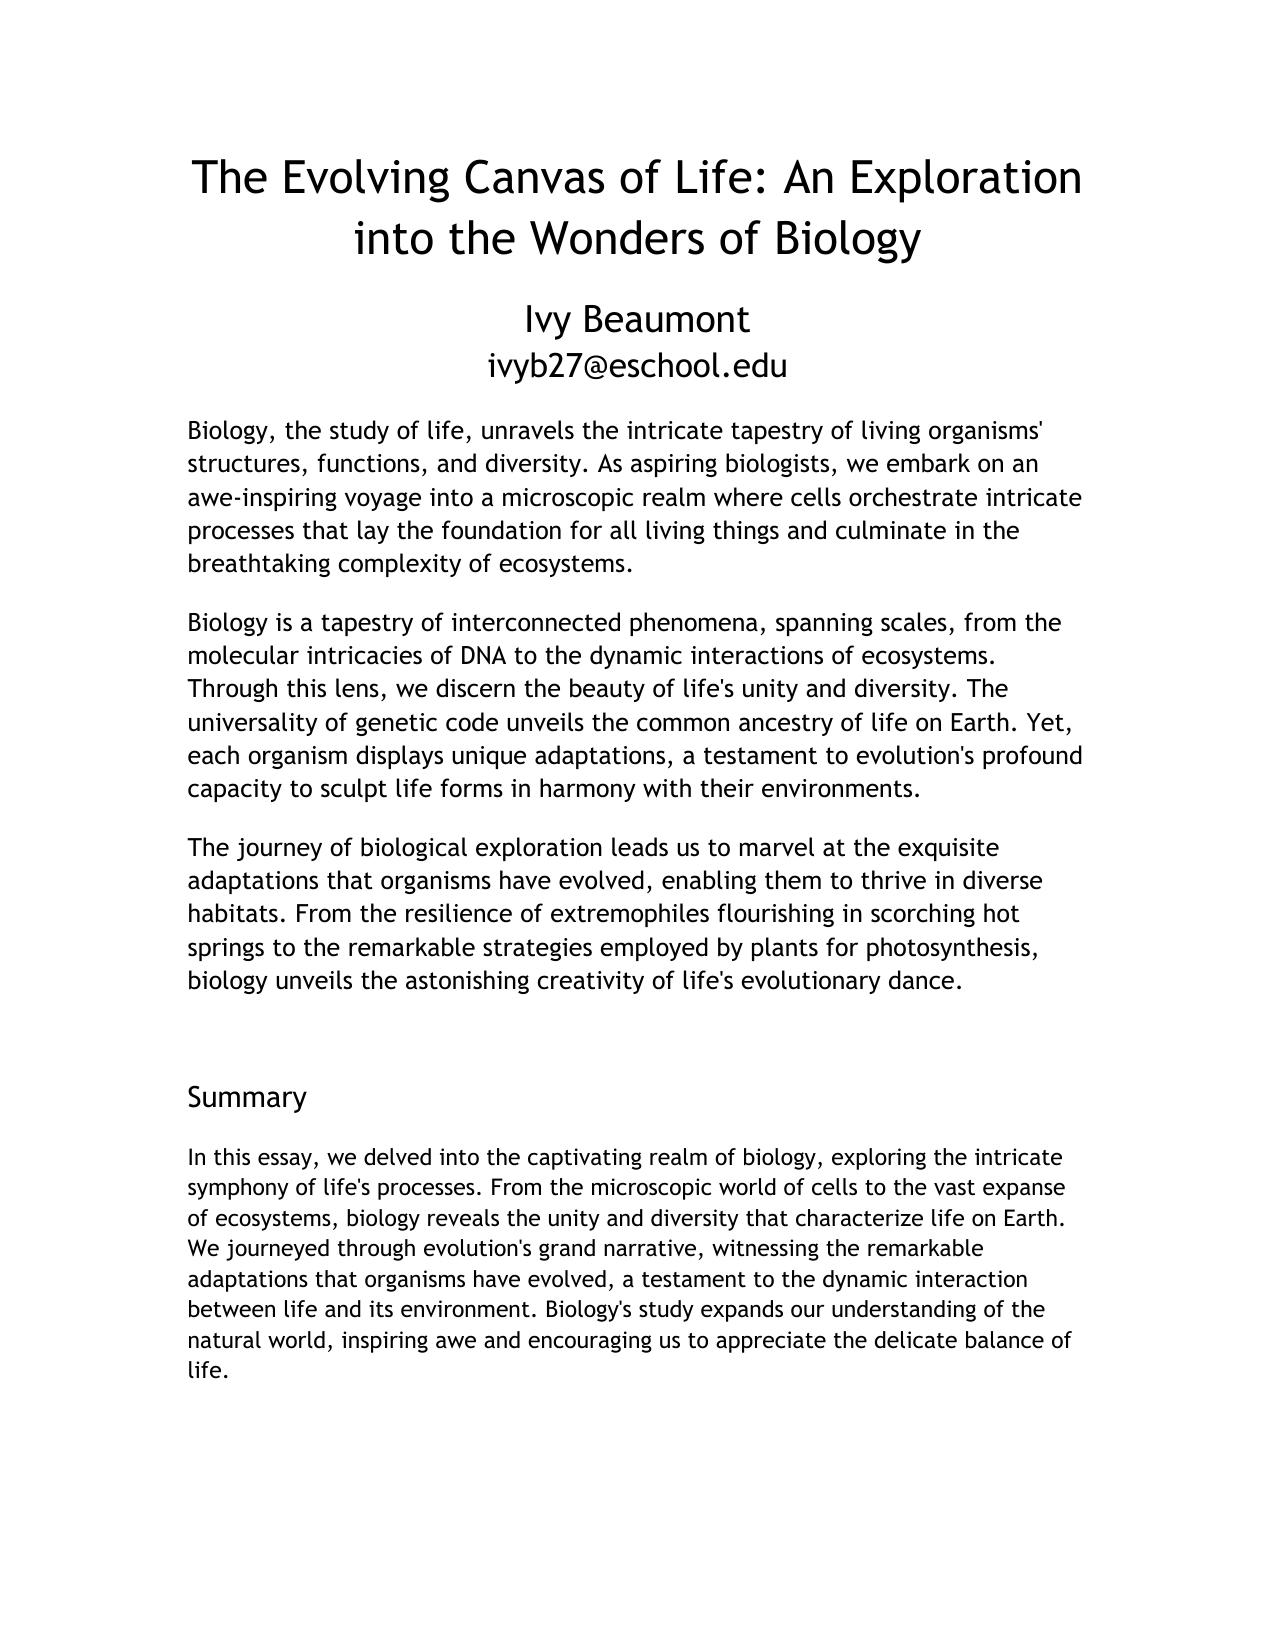 The Evolving Canvas of Life: An Exploration
into the Wonders of Biology
Ivy Beaumont
ivyb27@eschool.edu
Biology, the study of life, unravels the intricate tapestry of living organisms'
structures, functions, and diversity. As aspiring biologists, we embark on an
awe-inspiring voyage into a microscopic realm where cells orchestrate intricate
processes that lay the foundation for all living things and culminate in the
breathtaking complexity of ecosystems.
Biology is a tapestry of interconnected phenomena, spanning scales, from the
molecular intricacies of DNA to the dynamic interactions of ecosystems.
Through this lens, we discern the beauty of life's unity and diversity. The
universality of genetic code unveils the common ancestry of life on Earth. Yet,
each organism displays unique adaptations, a testament to evolution's profound
capacity to sculpt life forms in harmony with their environments.
The journey of biological exploration leads us to marvel at the exquisite
adaptations that organisms have evolved, enabling them to thrive in diverse
habitats. From the resilience of extremophiles flourishing in scorching hot
springs to the remarkable strategies employed by plants for photosynthesis,
biology unveils the astonishing creativity of life's evolutionary dance.
Summary
In this essay, we delved into the captivating realm of biology, exploring the intricate
symphony of life's processes. From the microscopic world of cells to the vast expanse
of ecosystems, biology reveals the unity and diversity that characterize life on Earth.
We journeyed through evolution's grand narrative, witnessing the remarkable
adaptations that organisms have evolved, a testament to the dynamic interaction
between life and its environment. Biology's study expands our understanding of the
natural world, inspiring awe and encouraging us to appreciate the delicate balance of
life.